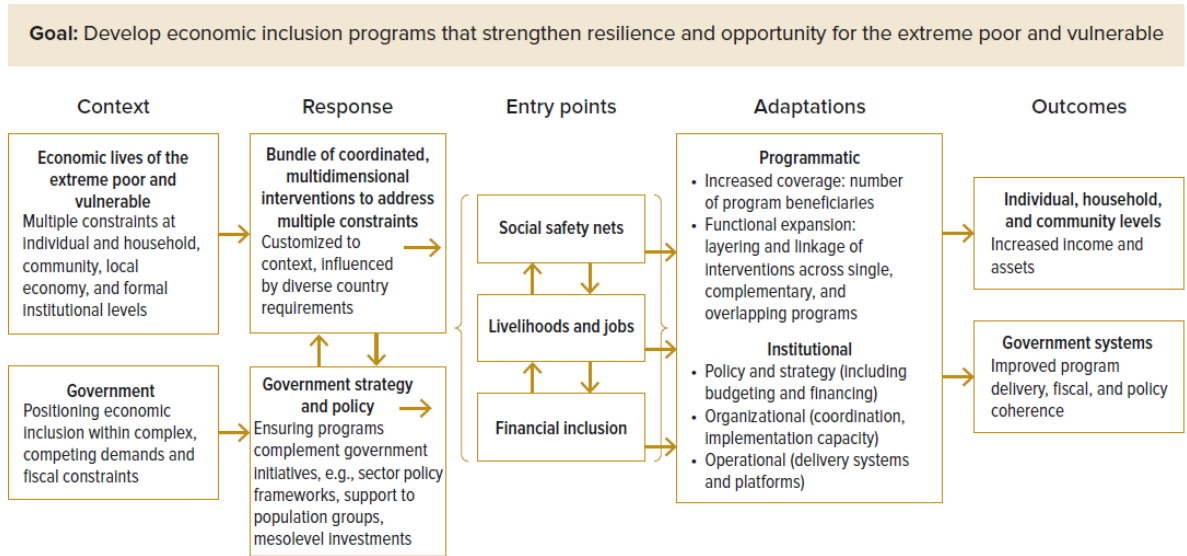 Goal: Develop economic inclusion programs that strengthen resilience and opportunity for the extreme poor and vulnerable
Context
Economic lives of the
extreme poor and
vulnerable
Multiple constraints at
individual and household,
community, local
economy, and formal
institutional levels
Government
Positioning economic
inclusion within complex,
competing demands and
fiscal constraints
Response
Bundle of coordinated,
multidimensional
interventions to address
multiple constraints
Customized to
context, influenced
by diverse country
requirements
Government strategy
and policy
Ensuring programs
complement government
initiatives, e.g., sector policy
frameworks, support to
population groups,
mesolevel investments
Entry points
Social safety nets
Livelihoods and jobs
Financial inclusion
Adaptations
Programmatic
• Increased coverage: number
of program beneficiaries
• Functional expansion:
layering and linkage of
interventions across single,
complementary, and
overlapping programs
Institutional
• Policy and strategy (including
budgeting and financing)
• Organizational (coordination,
implementation capacity)
• Operational (delivery systems
and platforms)
Outcomes
Individual, household,
and community levels
Increased income and
assets
Government systems
Improved program
delivery, fiscal, and policy
coherence